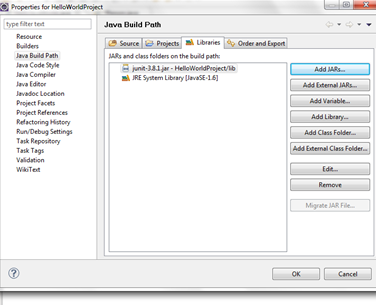 Properties for HelloWorldProject
type filter text
Resource
Builders
Java Build Path
Java Code Style
Java Compiler
Java Editor
Javadoc Location
Project Facets
Project References
Refactoring History
Run/Debug Settings
Task Repository
Task Tags
Validation
WikiText
Java Build Path
Source
Projects
Libraries
Order and Export
JARs and class folders on the build path:
junit-3.8.1.jar - HelloWorldProject/lib
JRE System Library [JavaSE-1.6]
Add JARs...
Add External JARs...
Add Variable...
Add Library...
Add Class Folder...
Add External Class Folder...
Edit...
Remove
Migrate JAR File...
?
OK
Cancel